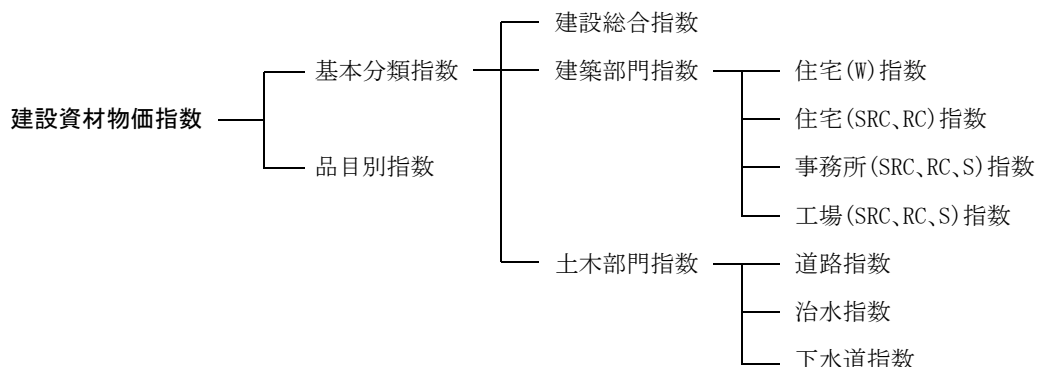 建設総合指数
基本分類指数
建築部門指数
住宅(W)指数
建設資材物価指数
住宅(SRC、RC)指数
品目別指数
事務所(SRC、RC、S)指数
工場(SRC、RC、S)指数
土木部門指数
道路指数
治水指数
下水道指数